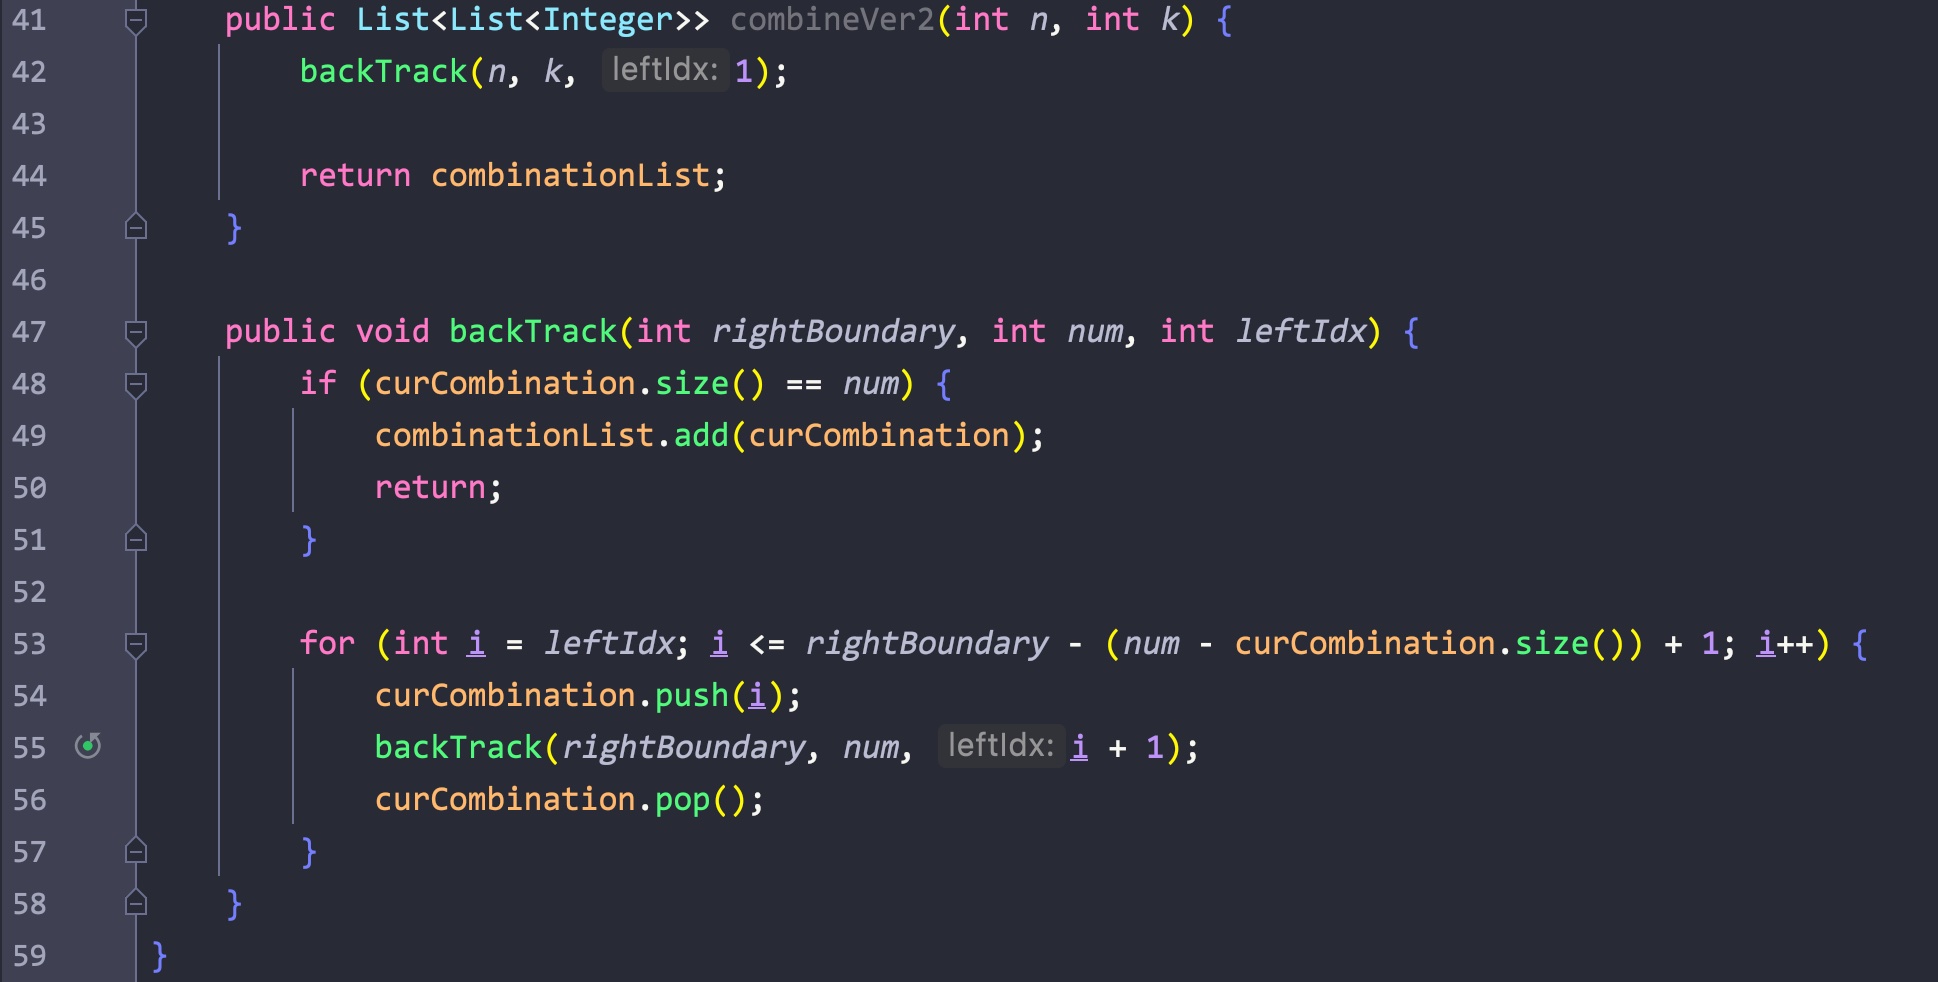 41 public List<List<Integer>> combineVer2(int n, int k) {
42 backTrack(n, k, leftIdx: 1);
43
44 return combinationList;
45 }
46
47 public void backTrack(int rightBoundary, int num, int leftIdx) {
48 if (curCombination.size() == num) {
49 combinationList.add(curCombination);
50 return;
51 }
52
53 for (int i = leftIdx; i <= rightBoundary - (num - curCombination.size()) + 1; i++) {
54 curCombination.push(i);
55 backTrack(rightBoundary, num, leftIdx: i + 1);
56 curCombination.pop();
57 }
58 }
59 }